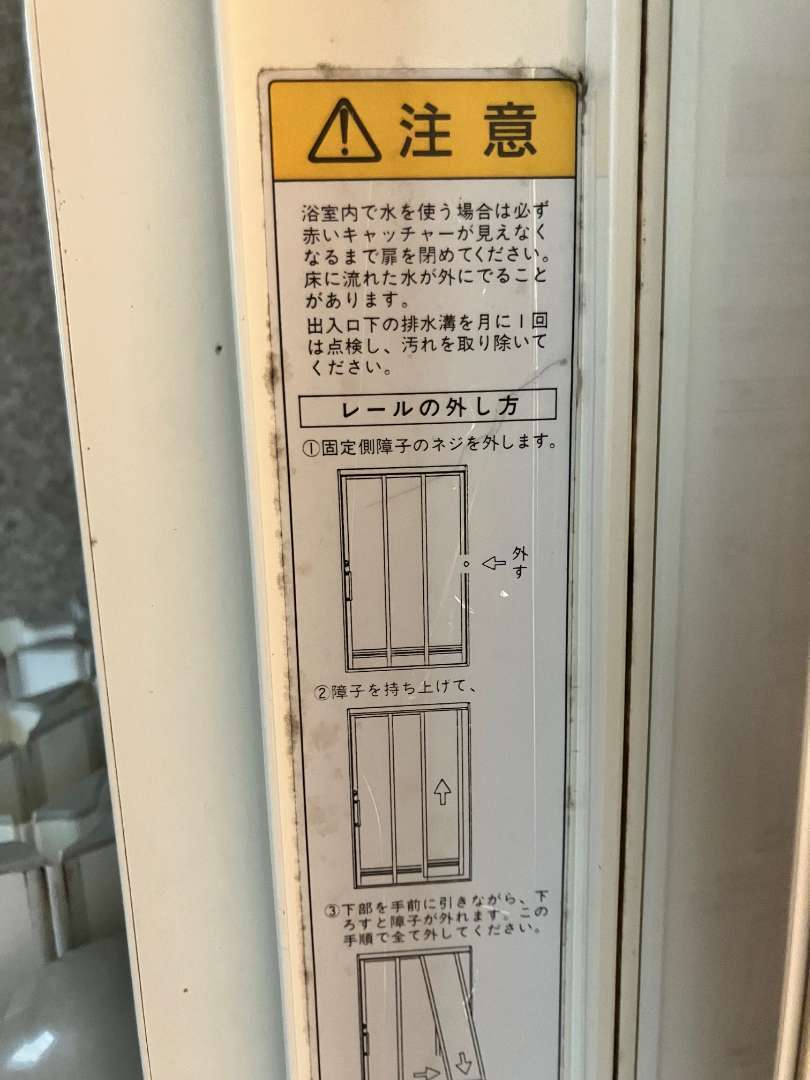 注意
浴室内で水を使う場合は必ず
赤いキャッチャーが見えなく
なるまで扉を閉めてください。
床に流れた水が外にでること
があります。
出入口下の排水溝を月に1回
は点検し、汚れを取り除いて
ください。
レールの外し方
①固定側障子のネジを外します。
外す
②障子を持ち上げて、
③下部を手前に引きながら、下
ろすと障子が外れます。この
手順で全て外してください。